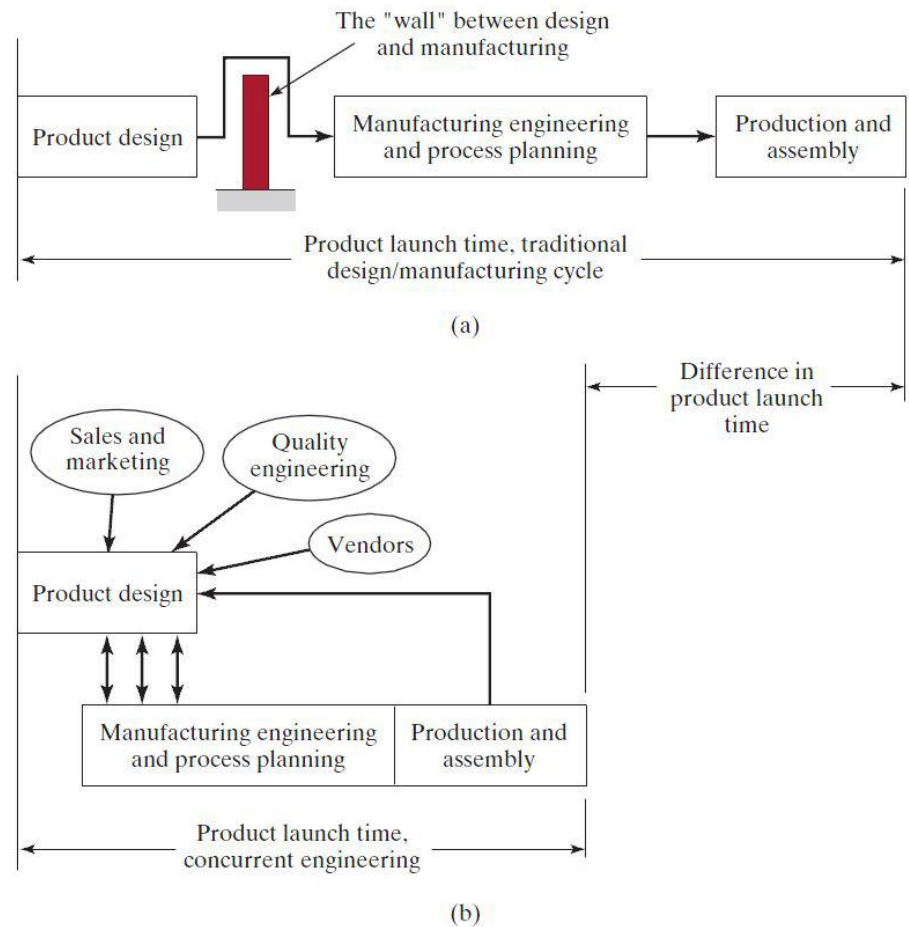 The "wall" between design
and manufacturing
Product design
Manufacturing engineering
and process planning
Production and
assembly
Product launch time, traditional
design/manufacturing cycle
(a)
Difference in
product launch
time
Sales and
marketing
Quality
engineering
Vendors
Product design
Manufacturing engineering
and process planning
Production and
assembly
Product launch time,
concurrent engineering
(b)